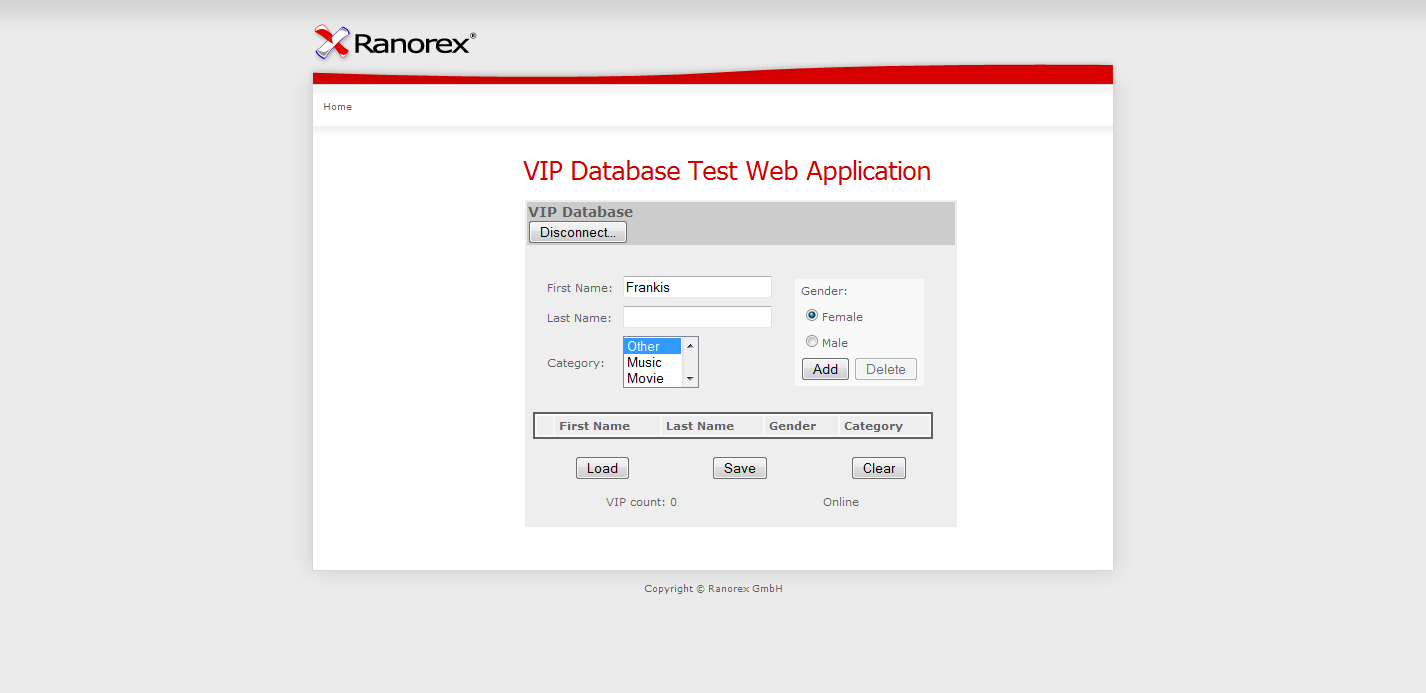 Ranorex®
Home
VIP Database Test Web Application
VIP Database
Disconnect...
First Name: Frankis
Last Name:
Category:
Other
Music
Movie
Gender:
Female
Male
Add Delete
First Name Last Name Gender Category
Load Save Clear
VIP count: 0 Online
Copyright © Ranorex GmbH